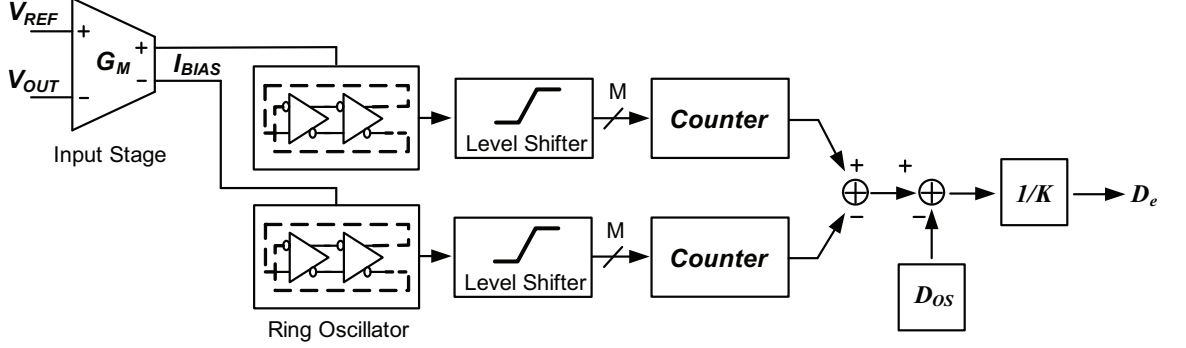 V_REF
+
G_M
+
I_BIAS
−
V_OUT
−
Input Stage
Level Shifter
M
Counter
+
+
−
−
1/K
D_e
D_OS
Ring Oscillator
Level Shifter
M
Counter